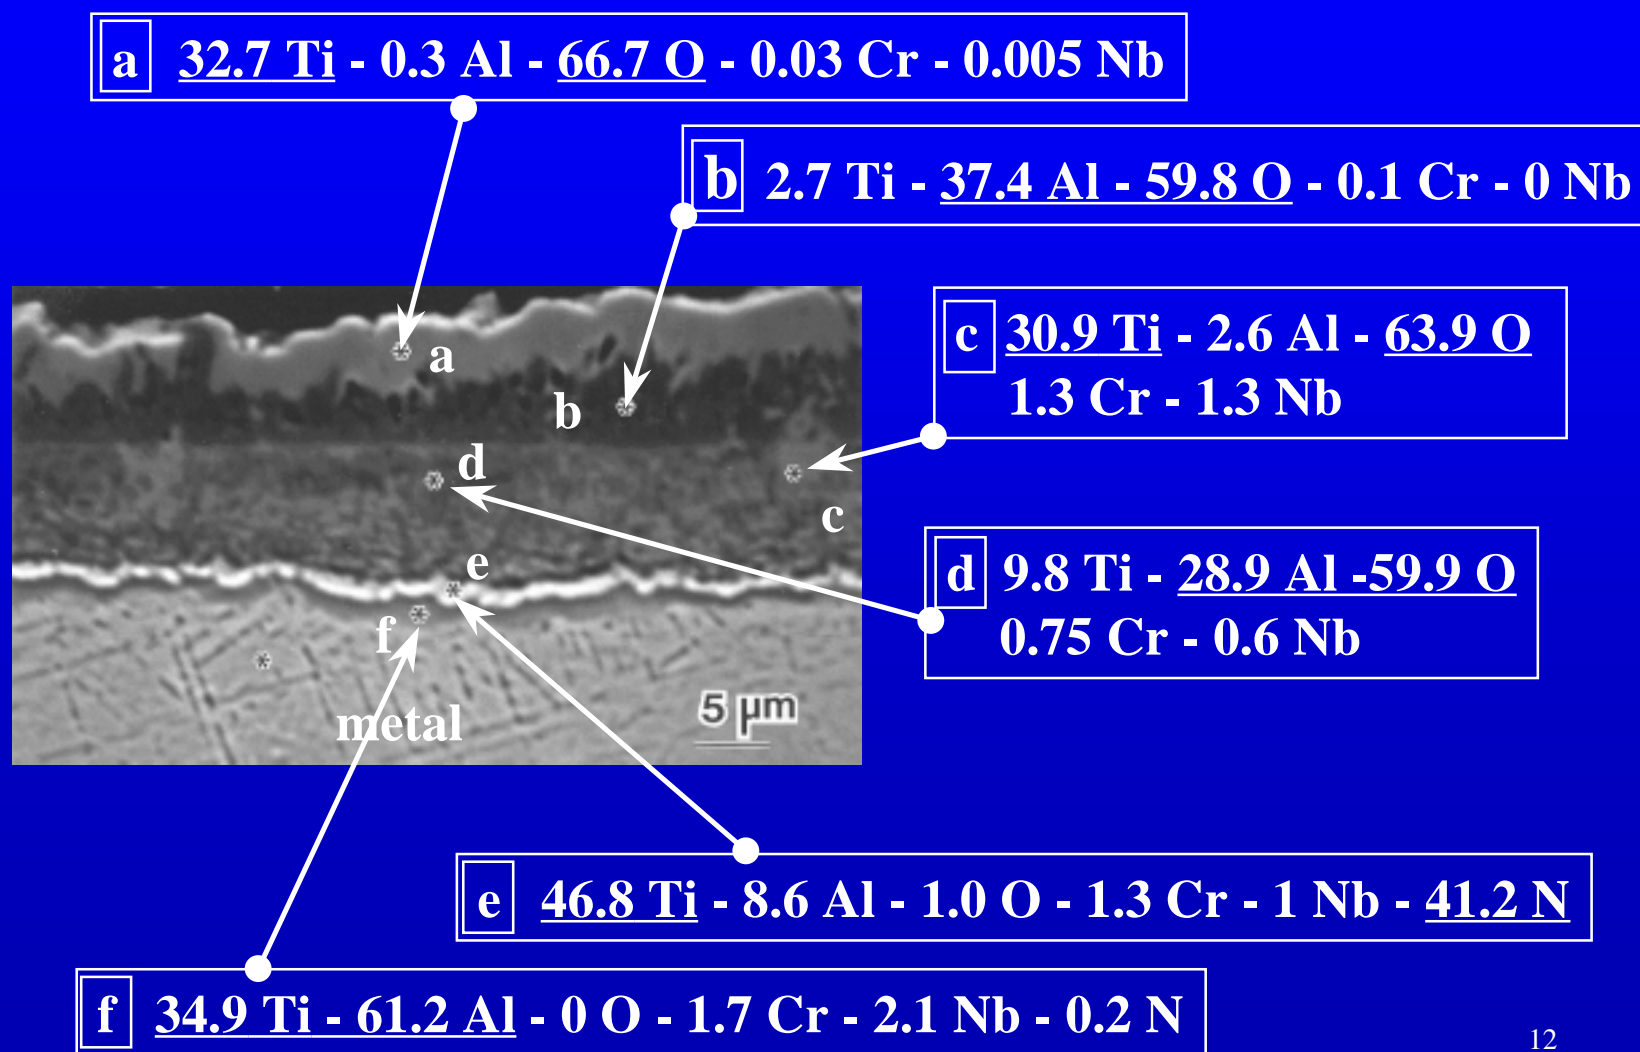 a 32.7 Ti - 0.3 Al - 66.7 O - 0.03 Cr - 0.005 Nb
b 2.7 Ti - 37.4 Al - 59.8 O - 0.1 Cr - 0 Nb
c 30.9 Ti - 2.6 Al - 63.9 O
1.3 Cr - 1.3 Nb
a
b
d
c
e
f
metal
5 µm
d 9.8 Ti - 28.9 Al -59.9 O
0.75 Cr - 0.6 Nb
e 46.8 Ti - 8.6 Al - 1.0 O - 1.3 Cr - 1 Nb - 41.2 N
f 34.9 Ti - 61.2 Al - 0 O - 1.7 Cr - 2.1 Nb - 0.2 N
12